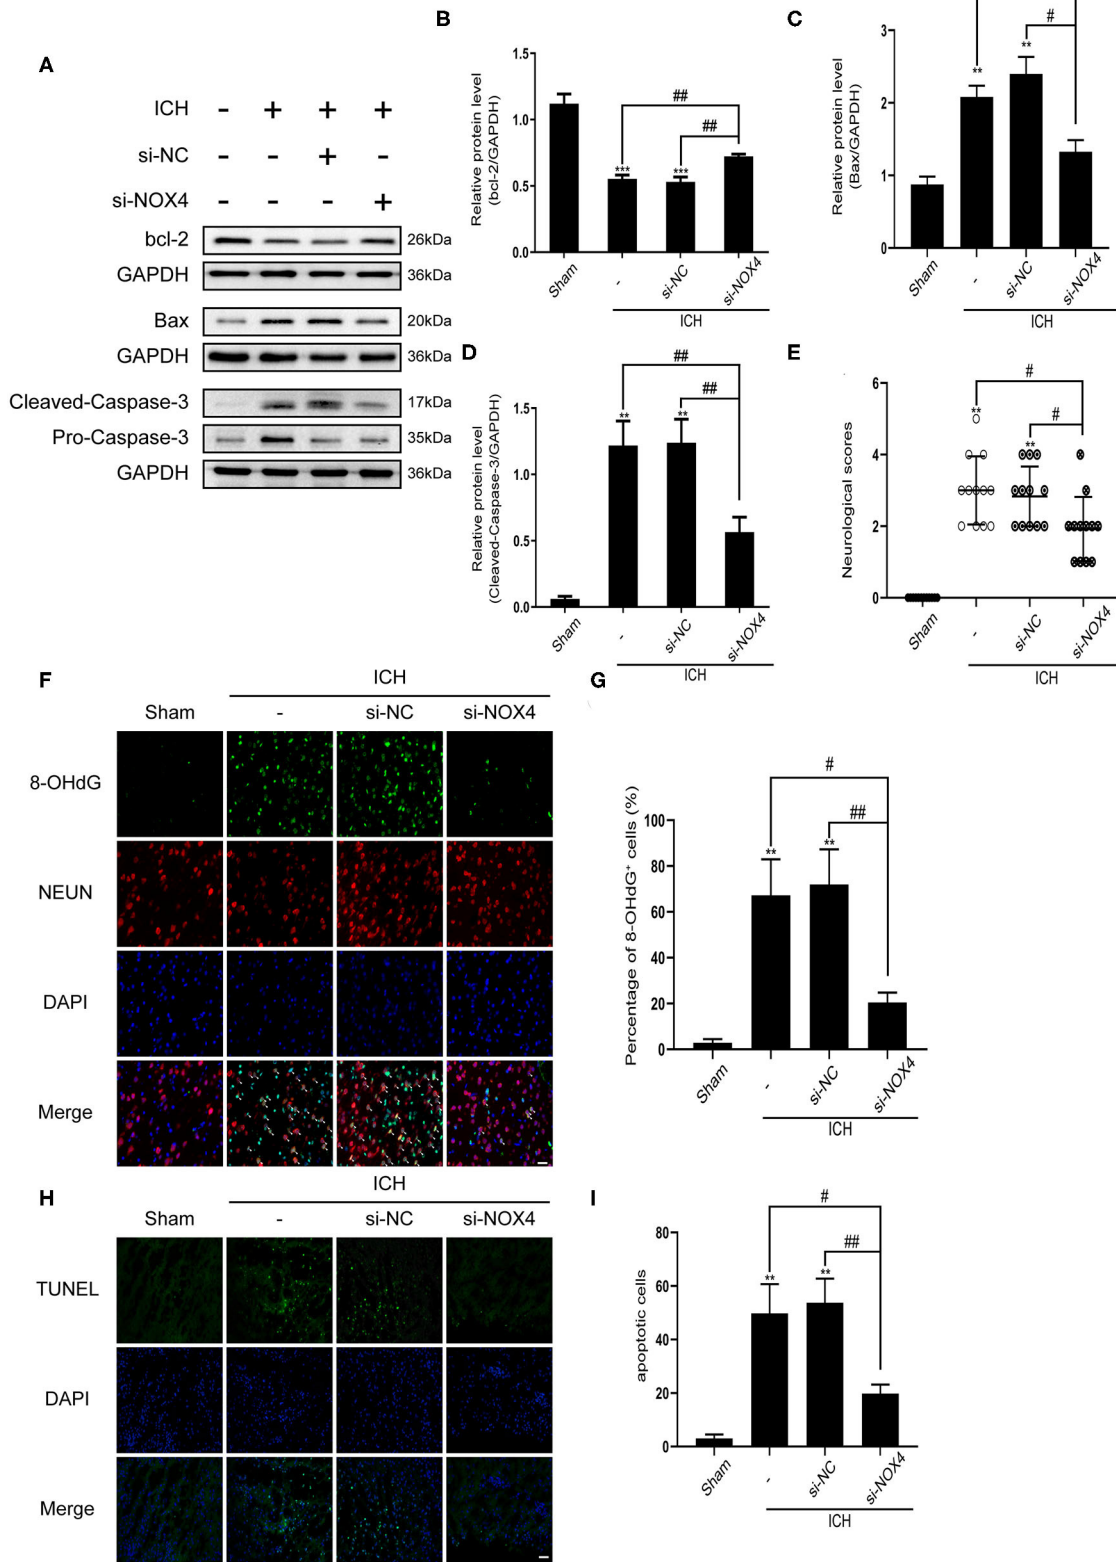 A
ICH - + + +
si-NC - - + -
si-NOX4 - - - +
bcl-2 26kDa
GAPDH 36kDa
Bax 20kDa
GAPDH 36kDa
Cleaved-Caspase-3 17kDa
Pro-Caspase-3 35kDa
GAPDH 36kDa
B
Relative protein level
(bcl-2/GAPDH)
1.5
1.0
0.5
0.0
##
##
*** ***
Sham - si-NC si-NOX4
ICH
C
Relative protein level
(Bax/GAPDH)
3
2
1
0
#
** **
Sham - si-NC si-NOX4
ICH
D
Relative protein level
(Cleaved-Caspase-3/GAPDH)
1.5
1.0
0.5
0.0
##
##
** **
Sham - si-NC si-NOX4
ICH
E
Neurological scores
6
4
2
0
#
#
** **
Sham - si-NC si-NOX4
ICH
F
ICH
Sham - si-NC si-NOX4
8-OHdG
NEUN
DAPI
Merge
G
Percentage of 8-OHdG⁺ cells (%)
100
80
60
40
20
0
#
##
** **
Sham - si-NC si-NOX4
ICH
H
ICH
Sham - si-NC si-NOX4
TUNEL
DAPI
Merge
I
apoptotic cells
80
60
40
20
0
#
##
** **
Sham - si-NC si-NOX4
ICH